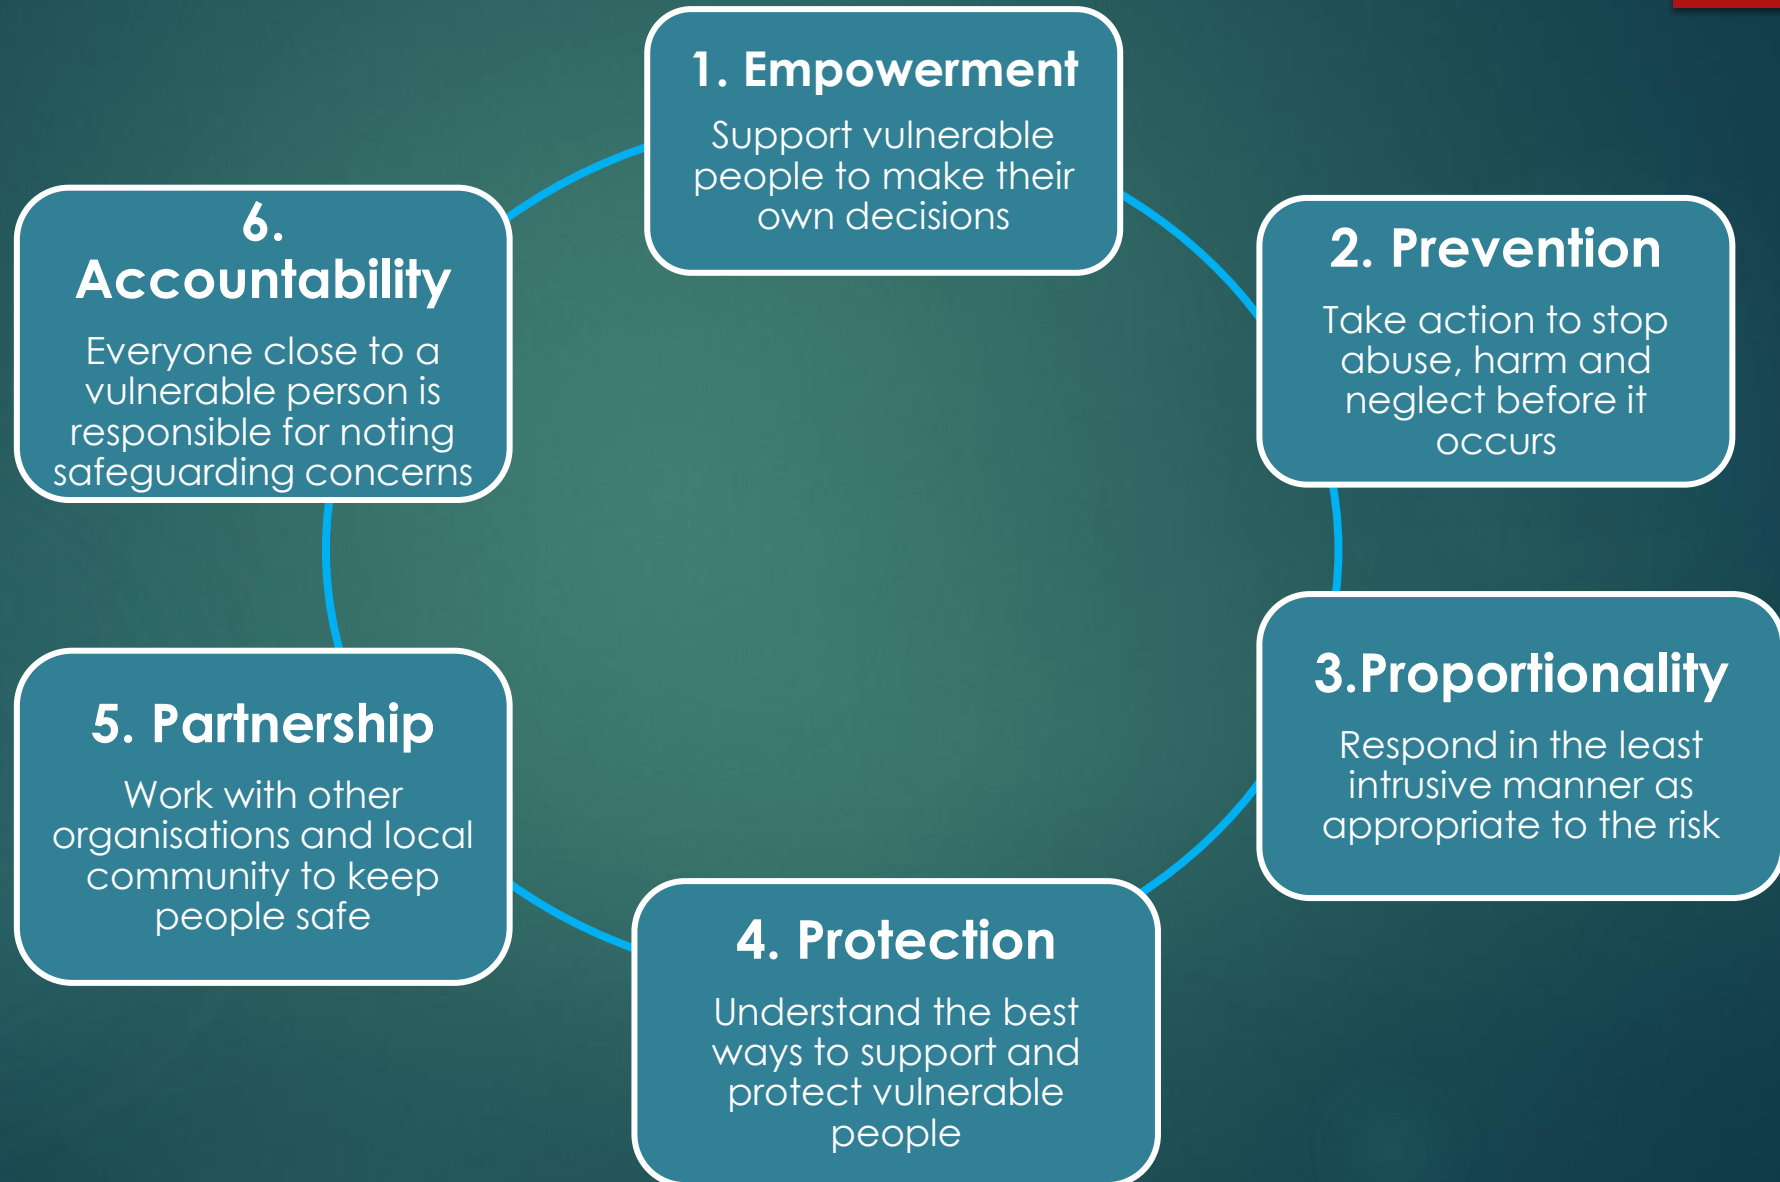 1. Empowerment
Support vulnerable
people to make their
own decisions
2. Prevention
Take action to stop
abuse, harm and
neglect before it
occurs
3.Proportionality
Respond in the least
intrusive manner as
appropriate to the risk
4. Protection
Understand the best
ways to support and
protect vulnerable
people
5. Partnership
Work with other
organisations and local
community to keep
people safe
6.
Accountability
Everyone close to a
vulnerable person is
responsible for noting
safeguarding concerns